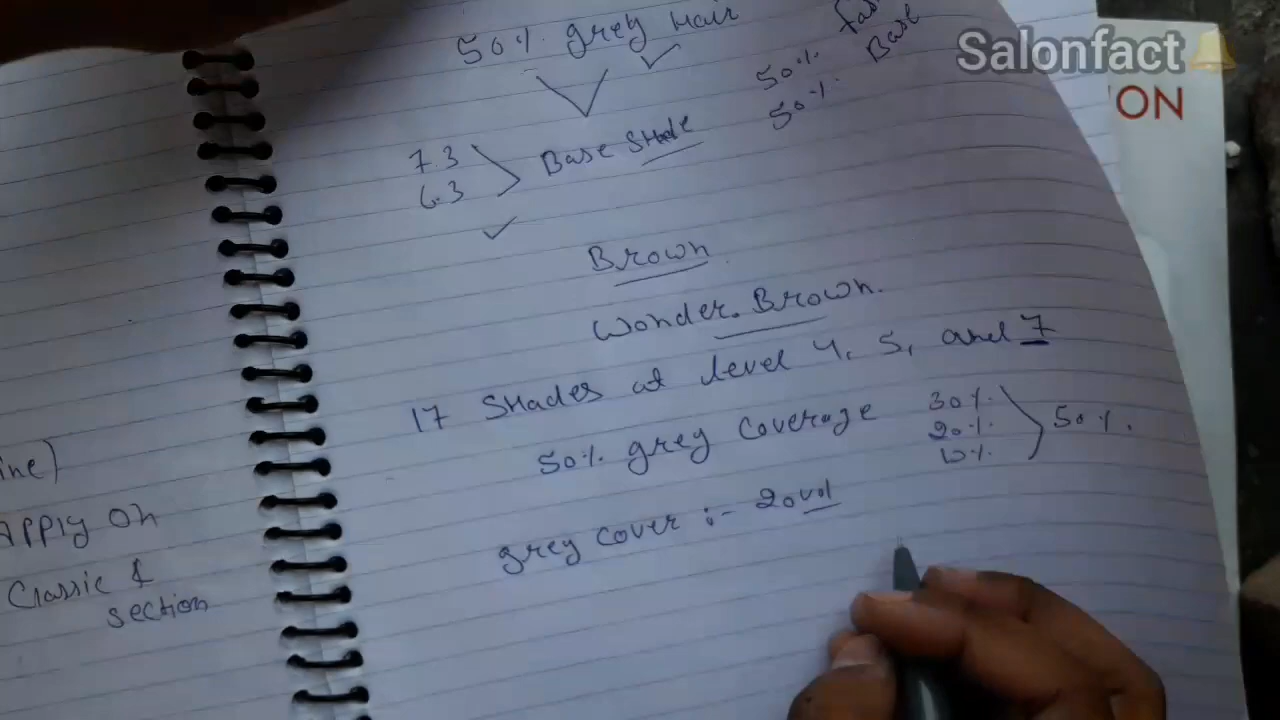 50% grey Hair
50%
50% Base
7.3
6.3
Base Shade
Brown
Wonder. Brown.
17 Shades at level 4, 5, and 7
50% grey coverage
30%
20%
10%
50%.
grey cover :- 20 vol
ine)
Apply on
Classic &
section
Salonfact
ON